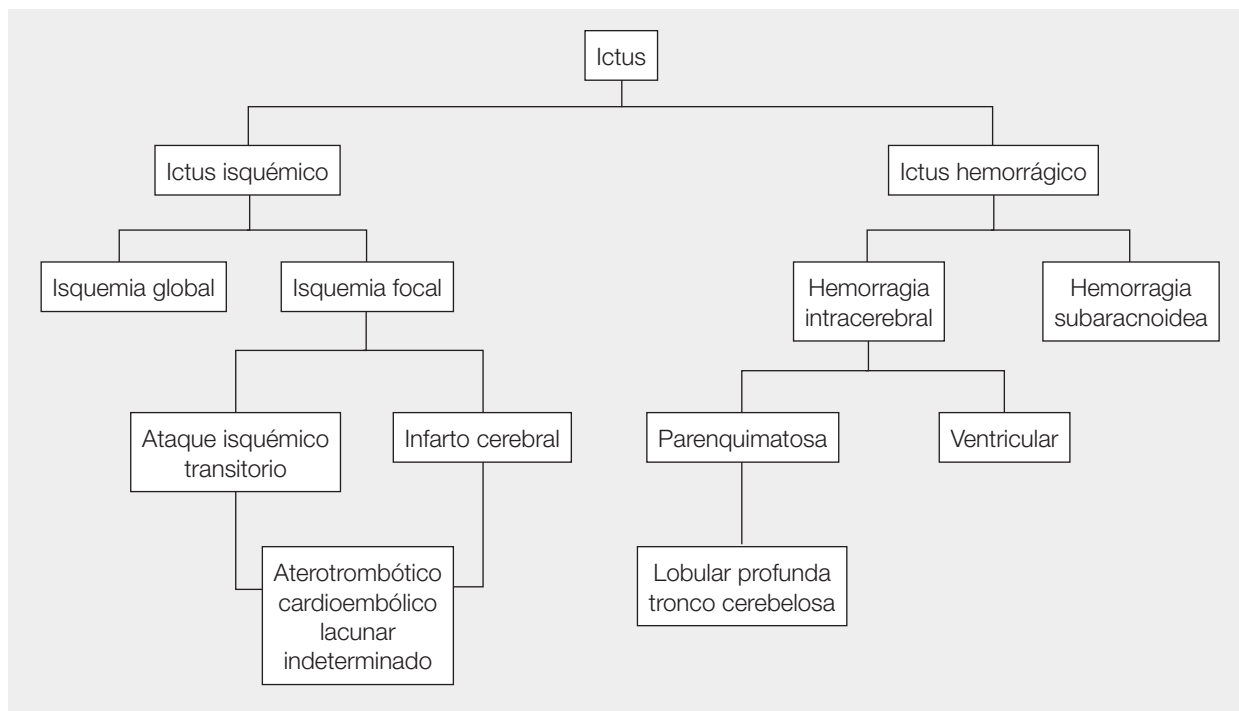 Ictus
Ictus isquémico
Ictus hemorrágico
Isquemia global
Isquemia focal
Hemorragia
intracerebral
Hemorragia
subaracnoidea
Ataque isquémico
transitorio
Infarto cerebral
Parenquimatosa
Ventricular
Aterotrombótico
cardioembólico
lacunar
indeterminado
Lobular profunda
tronco cerebelosa